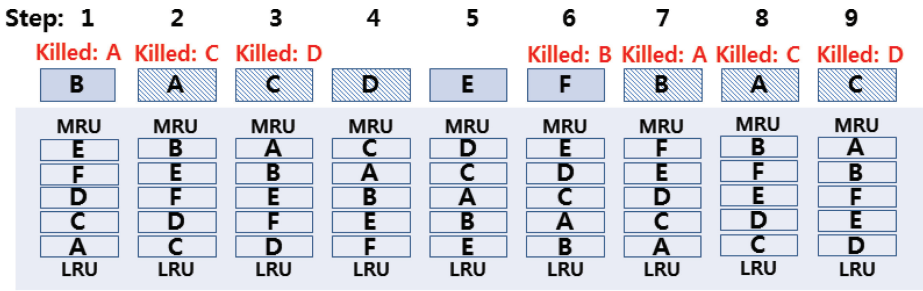 Step: 1 2 3 4 5 6 7 8 9
Killed: A Killed: C Killed: D Killed: B Killed: A Killed: C Killed: D
B A C D E F B A C
MRU MRU MRU MRU MRU MRU MRU MRU MRU
E B A C D E F B A
F E B A C D E F B
D F E B A C D E F
C D F E B A C D E
A C D F E B A C D
LRU LRU LRU LRU LRU LRU LRU LRU LRU